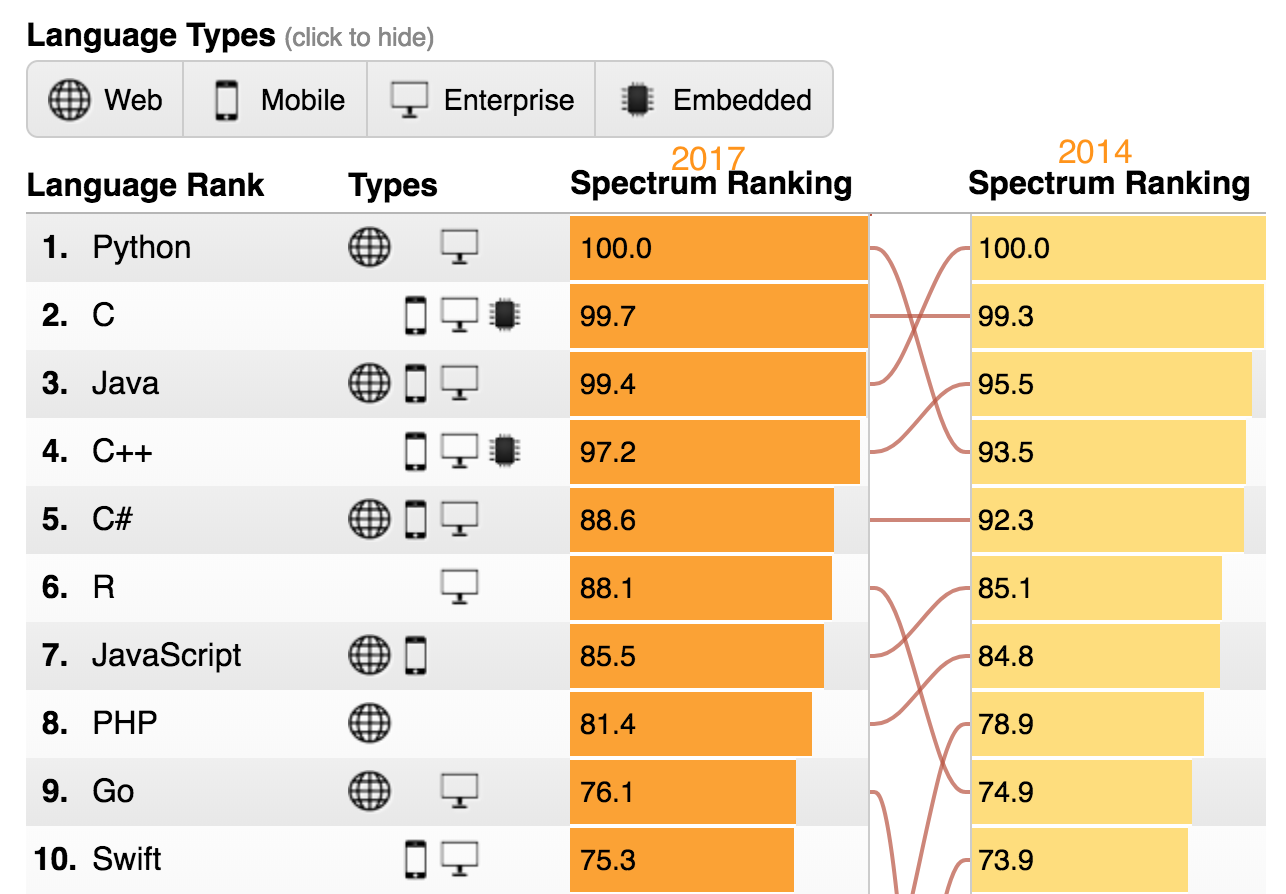 Language Types (click to hide)
Web Mobile Enterprise Embedded
2017 2014
Language Rank Types Spectrum Ranking Spectrum Ranking
1. Python 100.0 100.0
2. C 99.7 99.3
3. Java 99.4 95.5
4. C++ 97.2 93.5
5. C# 88.6 92.3
6. R 88.1 85.1
7. JavaScript 85.5 84.8
8. PHP 81.4 78.9
9. Go 76.1 74.9
10. Swift 75.3 73.9